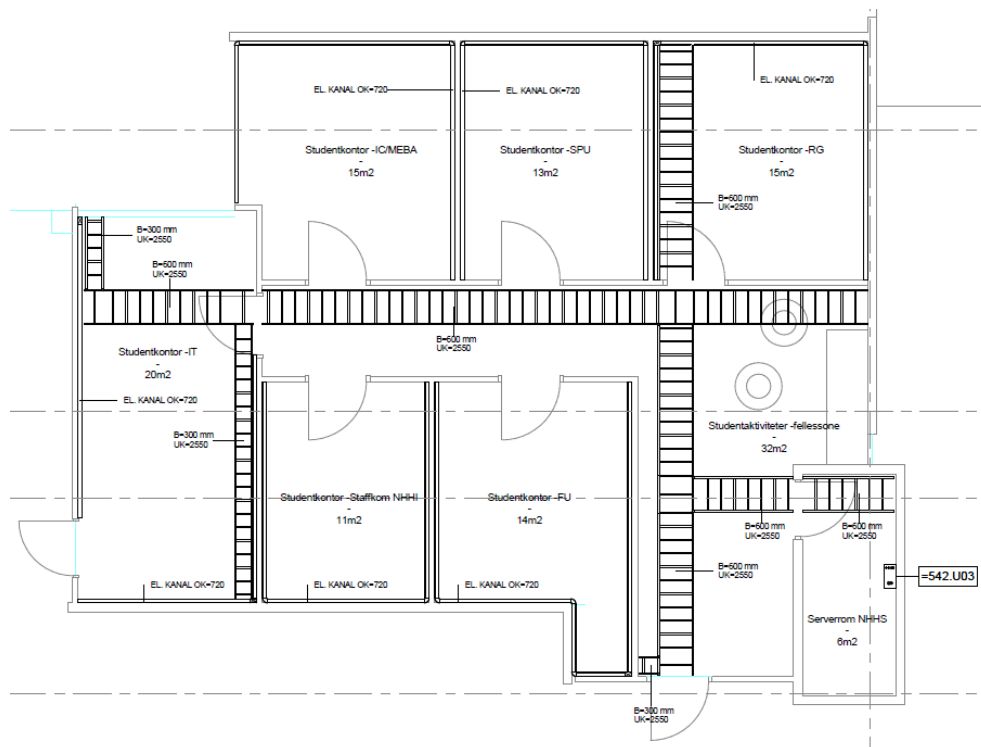 EL. KANAL OK=720
EL. KANAL OK=720
EL. KANAL OK=720
Studentkontor -IC/MEBA
-
15m2
Studentkontor -SPU
-
13m2
Studentkontor -RG
-
15m2
B=600 mm
UK=2550
B=300 mm
UK=2550
B=600 mm
UK=2550
B=600 mm
UK=2550
Studentkontor -IT
-
20m2
EL. KANAL OK=720
B=300 mm
UK=2550
Studentaktiviteter -fellessone
-
32m2
Studentkontor -Staffkom NHHI
-
11m2
Studentkontor -FU
-
14m2
B=600 mm
UK=2550
B=600 mm
UK=2550
B=600 mm
UK=2550
=542.U03
EL. KANAL OK=720
EL. KANAL OK=720
EL. KANAL OK=720
Serverrom NHHS
-
6m2
B=300 mm
UK=2550